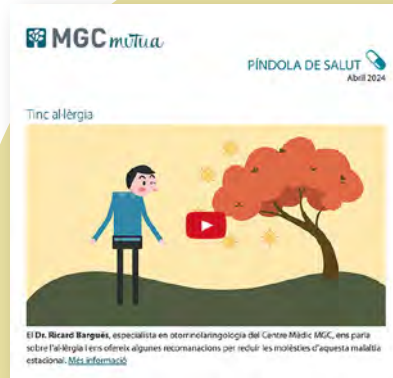 MGC mutua
PÍNDOLA DE SALUT
Abril 2024
Tinc al·lèrgia
El Dr. Ricard Bargués, especialista en otorrinolaringologia del Centre Mèdic MGC, ens parla
sobre l'al·lèrgia i ens ofereix algunes recomanacions per reduir les molèsties d'aquesta malaltia
estacional. Més informació